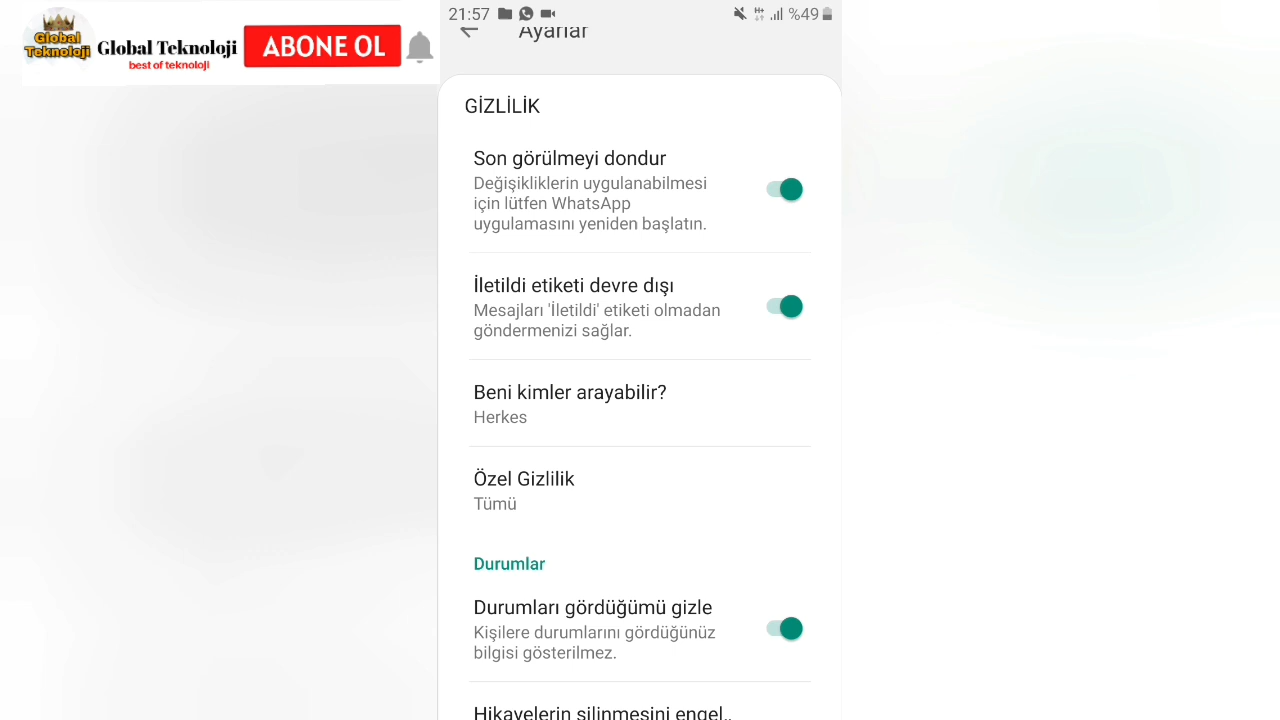 Global
Teknoloji
Global Teknoloji
best of teknoloji
ABONE OL
21:57
%49
Ayarlar
GİZLİLİK
Son görülmeyi dondur
Değişikliklerin uygulanabilmesi
için lütfen WhatsApp
uygulamasını yeniden başlatın.
İletildi etiketi devre dışı
Mesajları 'İletildi' etiketi olmadan
göndermenizi sağlar.
Beni kimler arayabilir?
Herkes
Özel Gizlilik
Tümü
Durumlar
Durumları gördüğümü gizle
Kişilere durumlarını gördüğünüz
bilgisi gösterilmez.
Hikayelerin silinmesini engel..